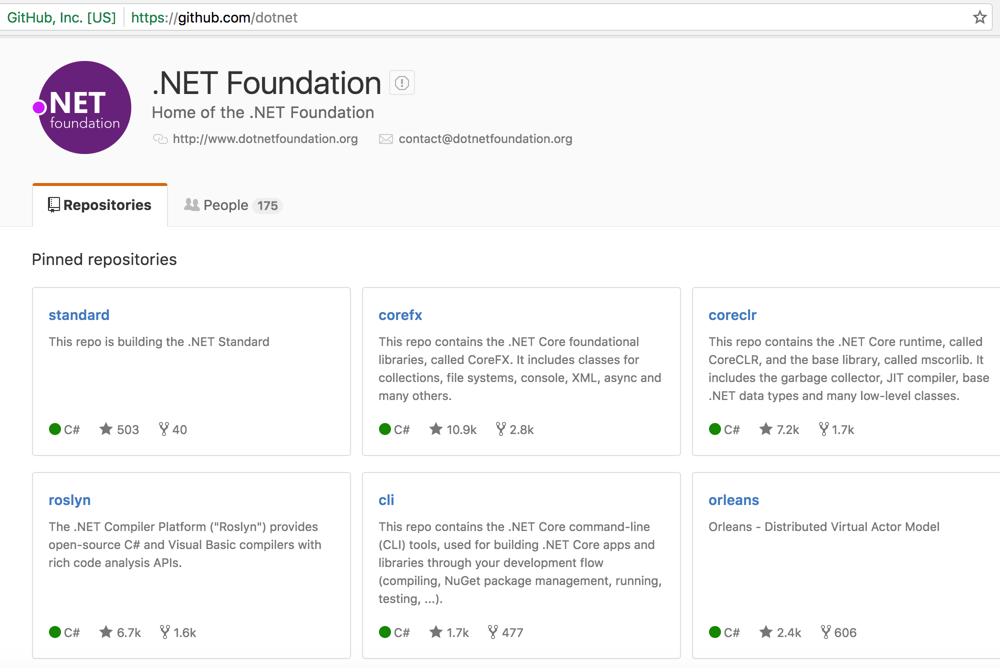 GitHub, Inc. [US] https://github.com/dotnet
.NET Foundation
Home of the .NET Foundation
http://www.dotnetfoundation.org contact@dotnetfoundation.org
NET
foundation
Repositories People 175
Pinned repositories
standard
This repo is building the .NET Standard
C# 503 40
corefx
This repo contains the .NET Core foundational
libraries, called CoreFX. It includes classes for
collections, file systems, console, XML, async and
many others.
C# 10.9k 2.8k
coreclr
This repo contains the .NET Core runtime, called
CoreCLR, and the base library, called mscorlib. It
includes the garbage collector, JIT compiler, base
.NET data types and many low-level classes.
C# 7.2k 1.7k
roslyn
The .NET Compiler Platform ("Roslyn") provides
open-source C# and Visual Basic compilers with
rich code analysis APIs.
C# 6.7k 1.6k
cli
This repo contains the .NET Core command-line
(CLI) tools, used for building .NET Core apps and
libraries through your development flow
(compiling, NuGet package management, running,
testing, ...).
C# 1.7k 477
orleans
Orleans - Distributed Virtual Actor Model
C# 2.4k 606